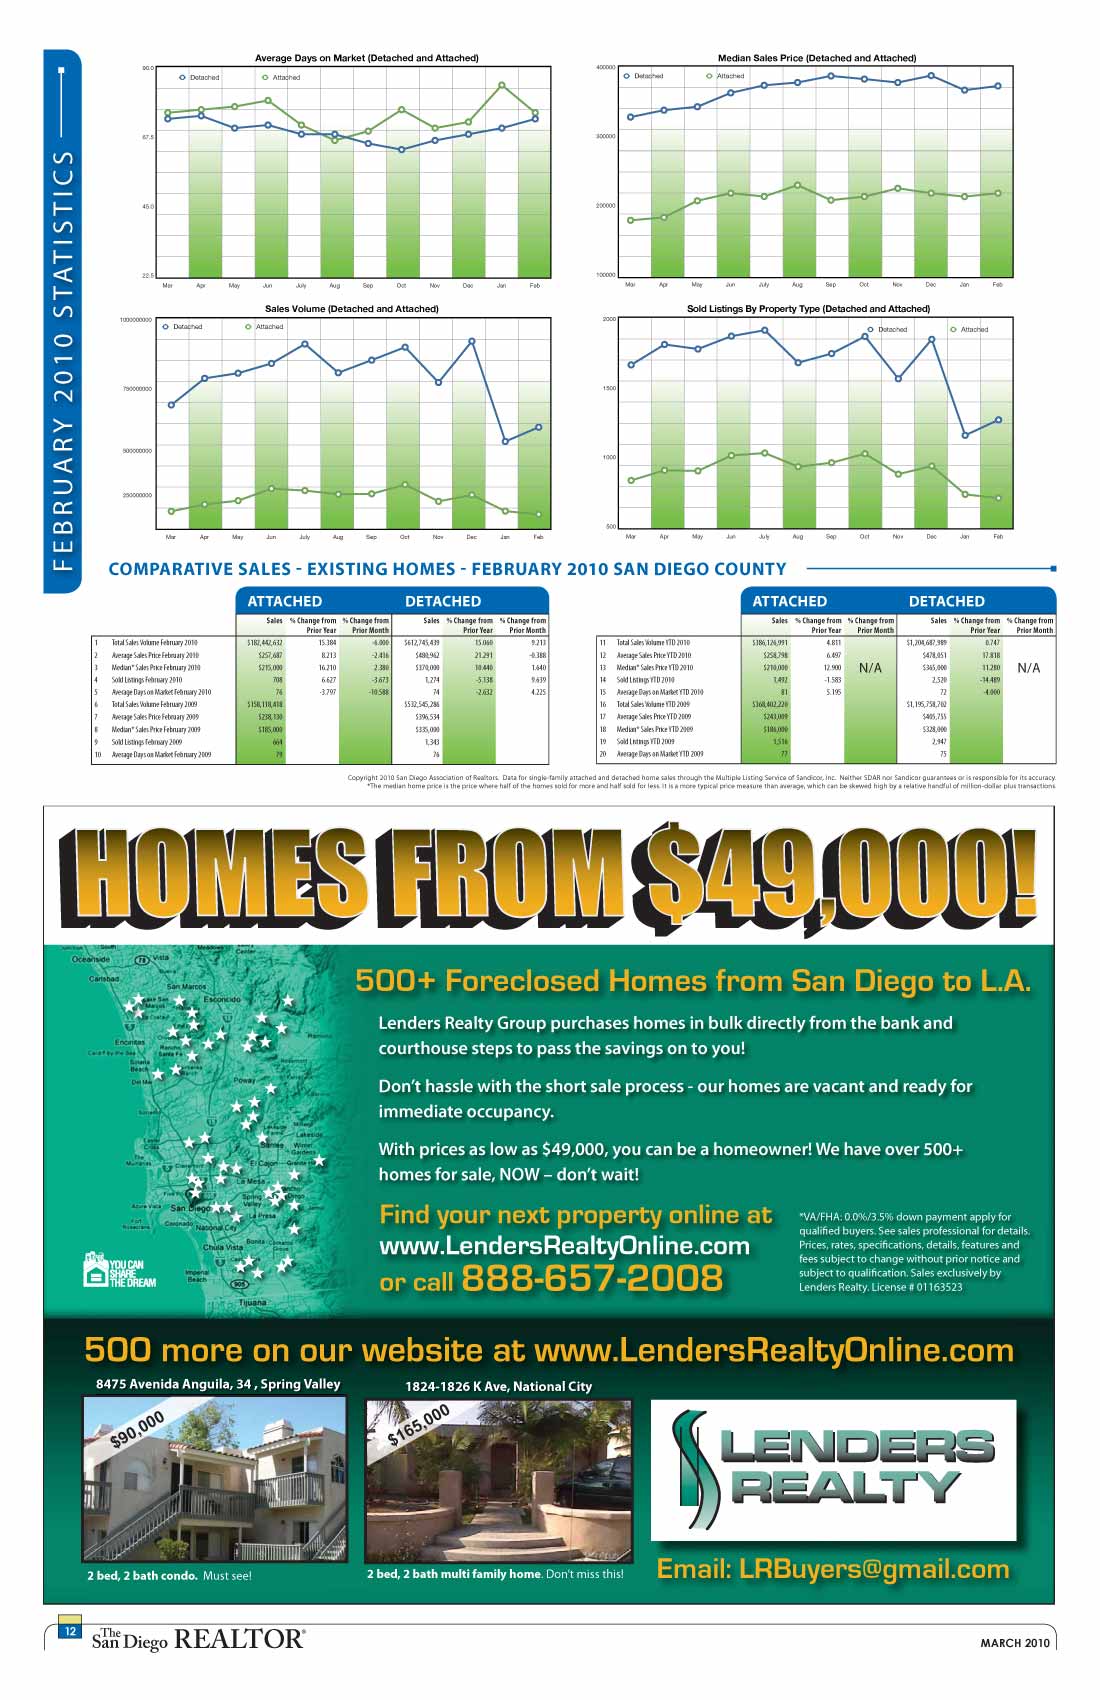 FEBRUARY 2010 STATISTICS
Average Days on Market (Detached and Attached)
Detached Attached
90.0
67.5
45.0
22.5
Mar Apr May Jun July Aug Sep Oct Nov Dec Jan Feb
Median Sales Price (Detached and Attached)
Detached Attached
400000
300000
200000
100000
Mar Apr May Jun July Aug Sep Oct Nov Dec Jan Feb
Sales Volume (Detached and Attached)
Detached Attached
1000000000
750000000
500000000
250000000
Mar Apr May Jun July Aug Sep Oct Nov Dec Jan Feb
Sold Listings By Property Type (Detached and Attached)
Detached Attached
2000
1500
1000
500
Mar Apr May Jun July Aug Sep Oct Nov Dec Jan Feb
COMPARATIVE SALES - EXISTING HOMES - FEBRUARY 2010 SAN DIEGO COUNTY
ATTACHED DETACHED
Sales % Change from Prior Year % Change from Prior Month Sales % Change from Prior Year % Change from Prior Month
1 Total Sales Volume February 2010 $182,442,632 15.384 -6.000 $612,745,439 15.060 9.213
2 Average Sales Price February 2010 $257,687 8.213 -2.416 $480,962 21.291 -0.388
3 Median* Sales Price February 2010 $215,000 16.210 2.380 $370,000 10.440 1.640
4 Sold Listings February 2010 708 6.627 -3.673 1,274 -5.138 9.639
5 Average Days on Market February 2010 76 -3.797 -10.588 74 -2.632 4.225
6 Total Sales Volume February 2009 $158,118,418 $532,545,286
7 Average Sales Price February 2009 $238,130 $396,534
8 Median* Sales Price February 2009 $185,000 $335,000
9 Sold Listings February 2009 664 1,343
10 Average Days on Market February 2009 79 76
ATTACHED DETACHED
Sales % Change from Prior Year % Change from Prior Month Sales % Change from Prior Year % Change from Prior Month
11 Total Sales Volume YTD 2010 $386,126,991 4.811 $1,204,687,989 0.747
12 Average Sales Price YTD 2010 $258,798 6.497 $478,051 17.818
13 Median* Sales Price YTD 2010 $210,000 12.900 N/A $365,000 11.280 N/A
14 Sold Listings YTD 2010 1,492 -1.583 2,520 -14.489
15 Average Days on Market YTD 2010 81 5.195 72 -4.000
16 Total Sales Volume YTD 2009 $368,402,220 $1,195,758,702
17 Average Sales Price YTD 2009 $243,009 $405,755
18 Median* Sales Price YTD 2009 $186,000 $328,000
19 Sold Listings YTD 2009 1,516 2,947
20 Average Days on Market YTD 2009 77 75
Copyright 2010 San Diego Association of Realtors. Data for single-family attached and detached home sales through the Multiple Listing Service of Sandicor, Inc. Neither SDAR nor Sandicor guarantees or is responsible for its accuracy.
*The median home price is the price where half of the homes sold for more and half sold for less. It is a more typical price measure than average, which can be skewed high by a relative handful of million-dollar plus transactions.
HOMES FROM $49,000!
Oceanside
78
Vista
Carlsbad
San Marcos
Escondido
Encinitas
Rancho Santa Fe
Solana Beach
Del Mar
Poway
Lakeside
Santee
Winter Gardens
El Cajon
La Mesa
Spring Valley
San Diego
Coronado
La Presa
National City
Bonita
Chula Vista
Imperial Beach
905
Tijuana
YOU CAN
SHARE
THE DREAM
500+ Foreclosed Homes from San Diego to L.A.
Lenders Realty Group purchases homes in bulk directly from the bank and
courthouse steps to pass the savings on to you!
Don't hassle with the short sale process - our homes are vacant and ready for
immediate occupancy.
With prices as low as $49,000, you can be a homeowner! We have over 500+
homes for sale, NOW – don't wait!
Find your next property online at
www.LendersRealtyOnline.com
or call 888-657-2008
*VA/FHA: 0.0%/3.5% down payment apply for
qualified buyers. See sales professional for details.
Prices, rates, specifications, details, features and
fees subject to change without prior notice and
subject to qualification. Sales exclusively by
Lenders Realty. License # 01163523
500 more on our website at www.LendersRealtyOnline.com
8475 Avenida Anguila, 34 , Spring Valley
$90,000
2 bed, 2 bath condo. Must see!
1824-1826 K Ave, National City
$165,000
2 bed, 2 bath multi family home. Don't miss this!
LENDERS
REALTY
Email: LRBuyers@gmail.com
12
The San Diego REALTOR®
MARCH 2010